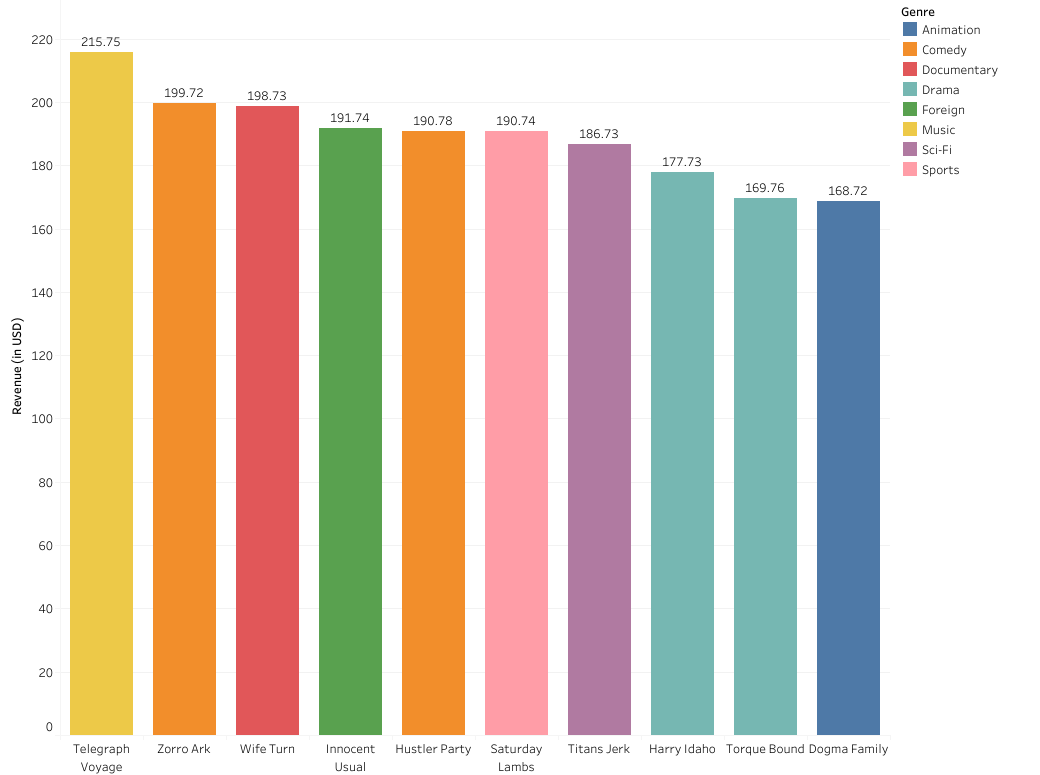 Genre
Animation
Comedy
Documentary
Drama
Foreign
Music
Sci-Fi
Sports
Revenue (in USD)
220
200
180
160
140
120
100
80
60
40
20
0
215.75
199.72
198.73
191.74
190.78
190.74
186.73
177.73
169.76
168.72
Telegraph
Voyage
Zorro Ark
Wife Turn
Innocent
Usual
Hustler Party
Saturday
Lambs
Titans Jerk
Harry Idaho
Torque Bound
Dogma Family